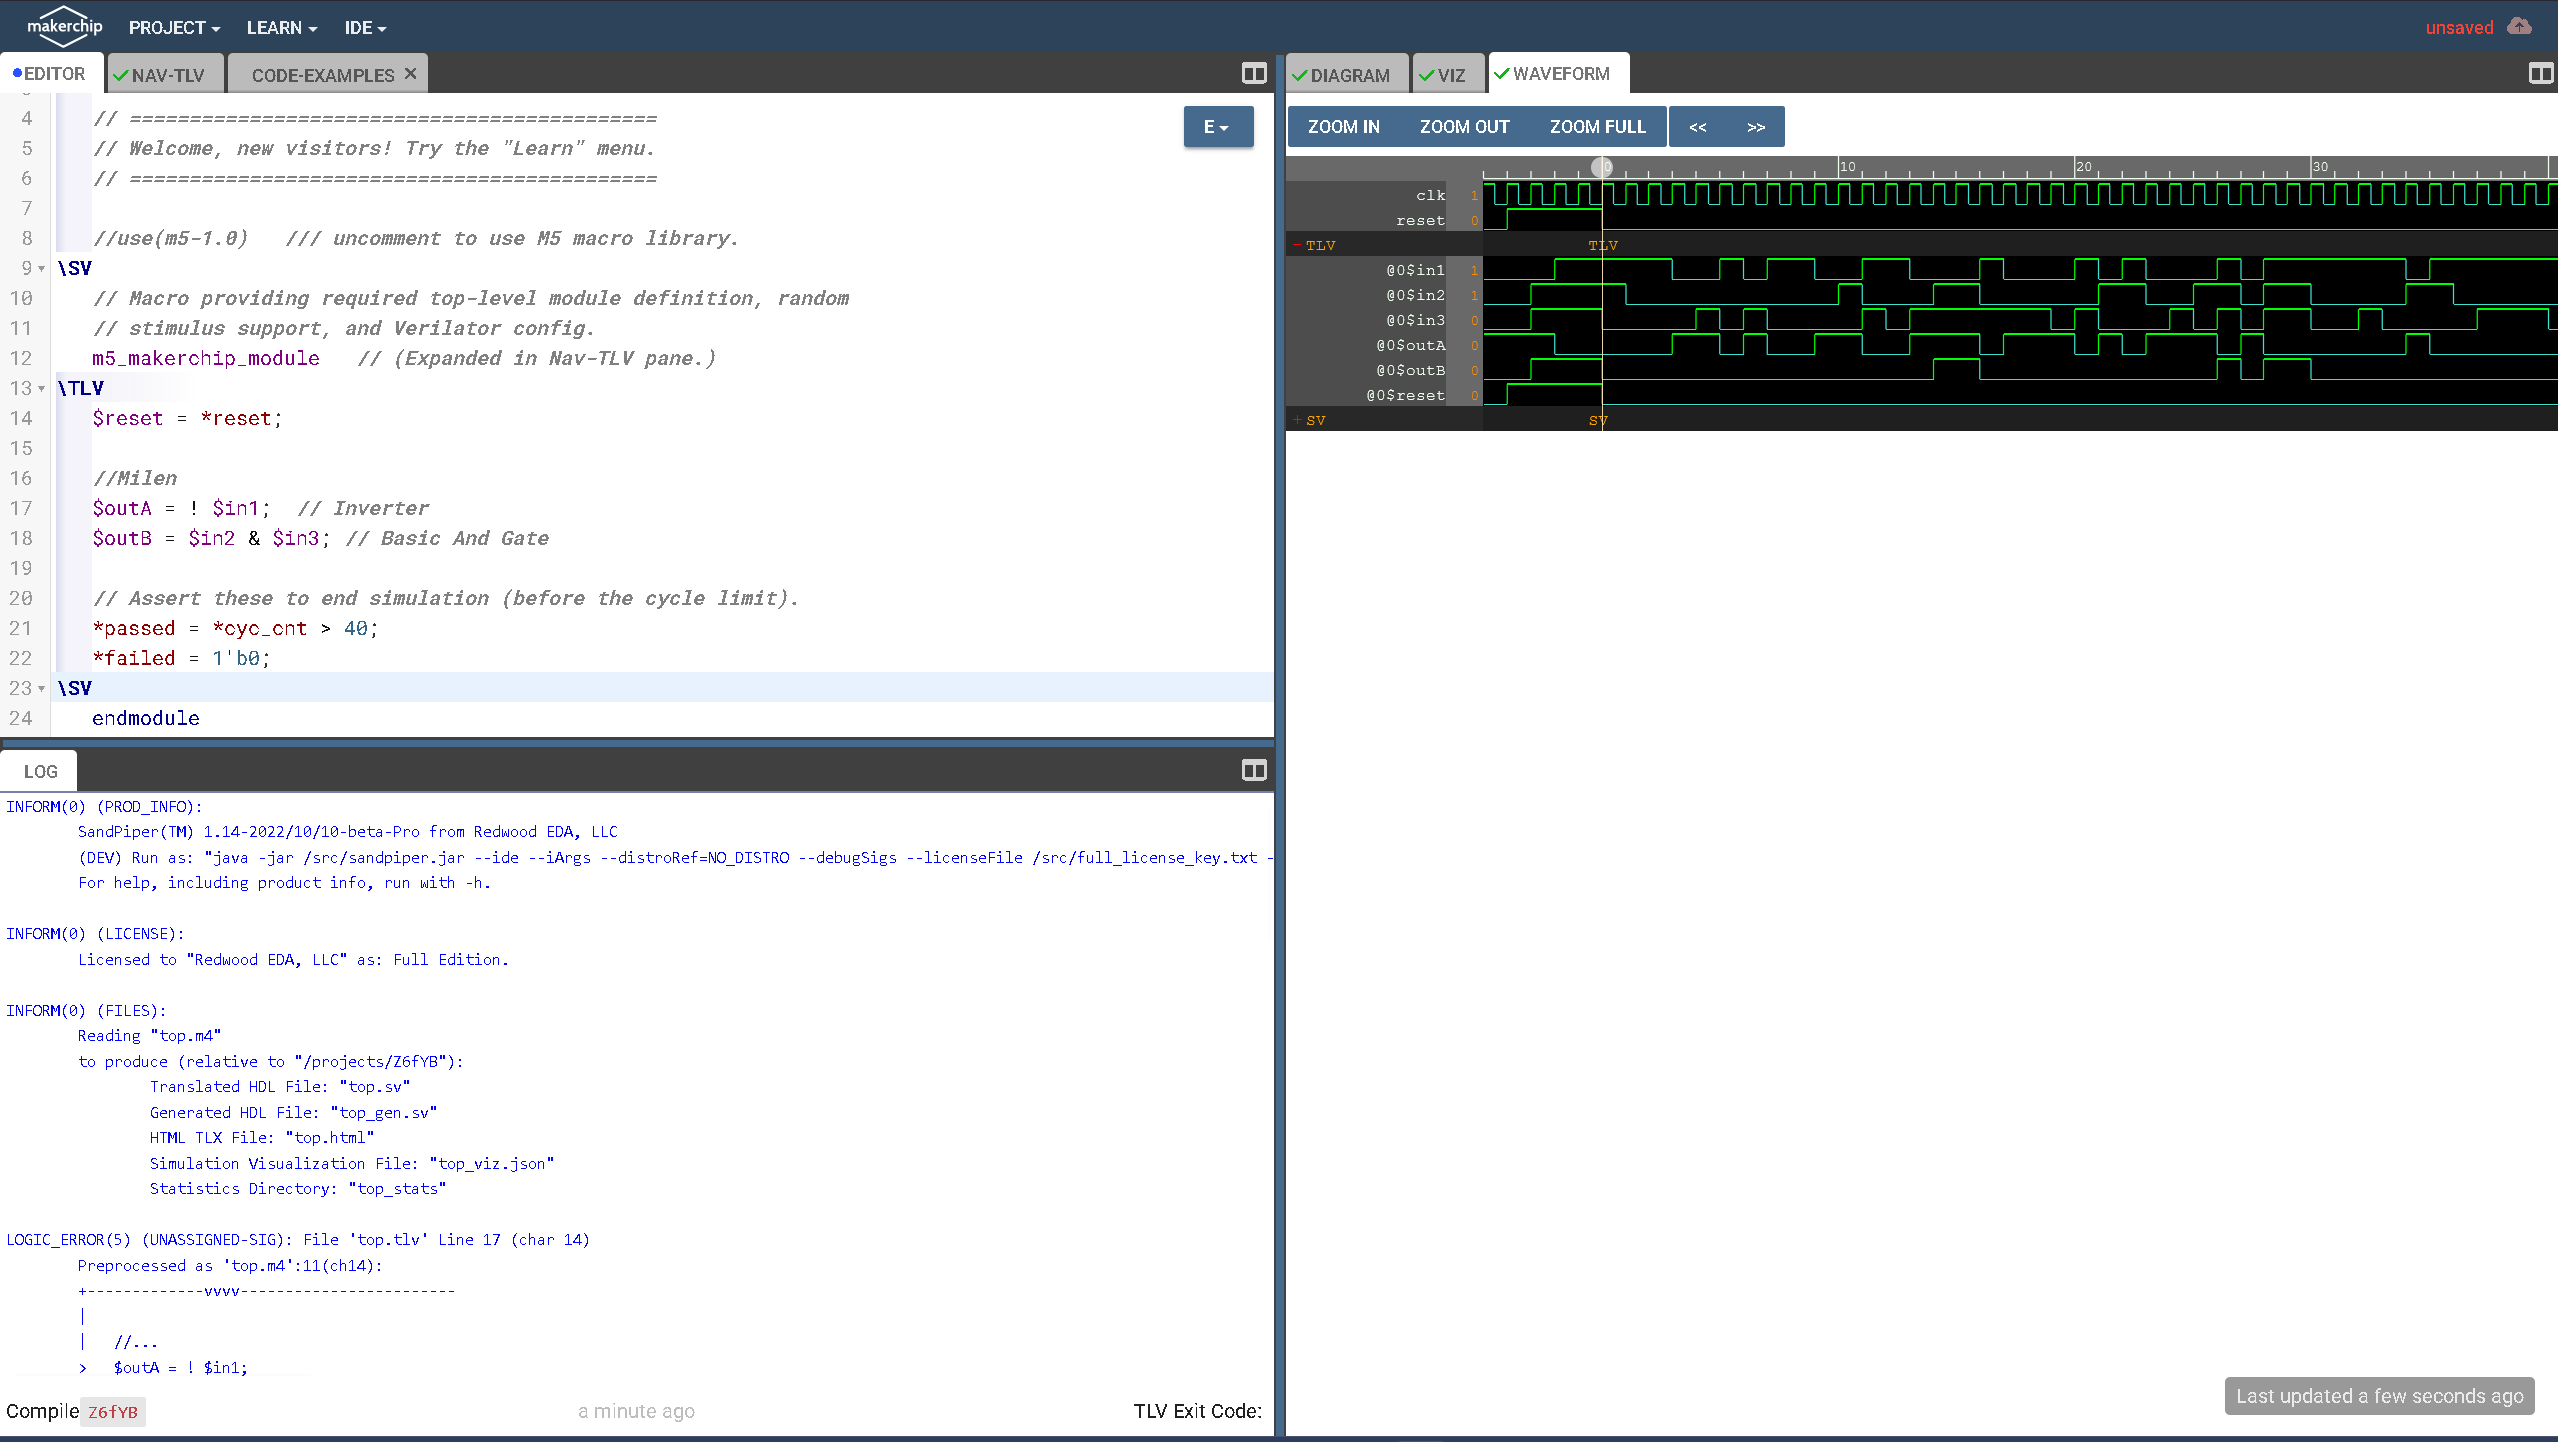 makerchip PROJECT LEARN IDE unsaved
EDITOR NAV-TLV CODE-EXAMPLES ✕
4 // ============================================
5 // Welcome, new visitors! Try the "Learn" menu.
6 // ============================================
7
8 //use(m5-1.0) /// uncomment to use M5 macro library.
9 \SV
10 // Macro providing required top-level module definition, random
11 // stimulus support, and Verilator config.
12 m5_makerchip_module // (Expanded in Nav-TLV pane.)
13 \TLV
14 $reset = *reset;
15
16 //Milen
17 $outA = ! $in1; // Inverter
18 $outB = $in2 & $in3; // Basic And Gate
19
20 // Assert these to end simulation (before the cycle limit).
21 *passed = *cyc_cnt > 40;
22 *failed = 1'b0;
23 \SV
24 endmodule
E
LOG
INFORM(0) (PROD_INFO):
SandPiper(TM) 1.14-2022/10/10-beta-Pro from Redwood EDA, LLC
(DEV) Run as: "java -jar /src/sandpiper.jar --ide --iArgs --distroRef=NO_DISTRO --debugSigs --licenseFile /src/full_license_key.txt -
For help, including product info, run with -h.
INFORM(0) (LICENSE):
Licensed to "Redwood EDA, LLC" as: Full Edition.
INFORM(0) (FILES):
Reading "top.m4"
to produce (relative to "/projects/Z6fYB"):
Translated HDL File: "top.sv"
Generated HDL File: "top_gen.sv"
HTML TLX File: "top.html"
Simulation Visualization File: "top_viz.json"
Statistics Directory: "top_stats"
LOGIC_ERROR(5) (UNASSIGNED-SIG): File 'top.tlv' Line 17 (char 14)
Preprocessed as 'top.m4':11(ch14):
+-------------vvvv------------------------
|
| //...
> $outA = ! $in1;
Compile Z6fYB a minute ago TLV Exit Code:
DIAGRAM VIZ WAVEFORM
ZOOM IN ZOOM OUT ZOOM FULL << >>
0 10 20 30
clk 1
reset 0
- TLV TLV
@0$in1 1
@0$in2 1
@0$in3 0
@0$outA 0
@0$outB 0
@0$reset 0
+ SV SV
Last updated a few seconds ago